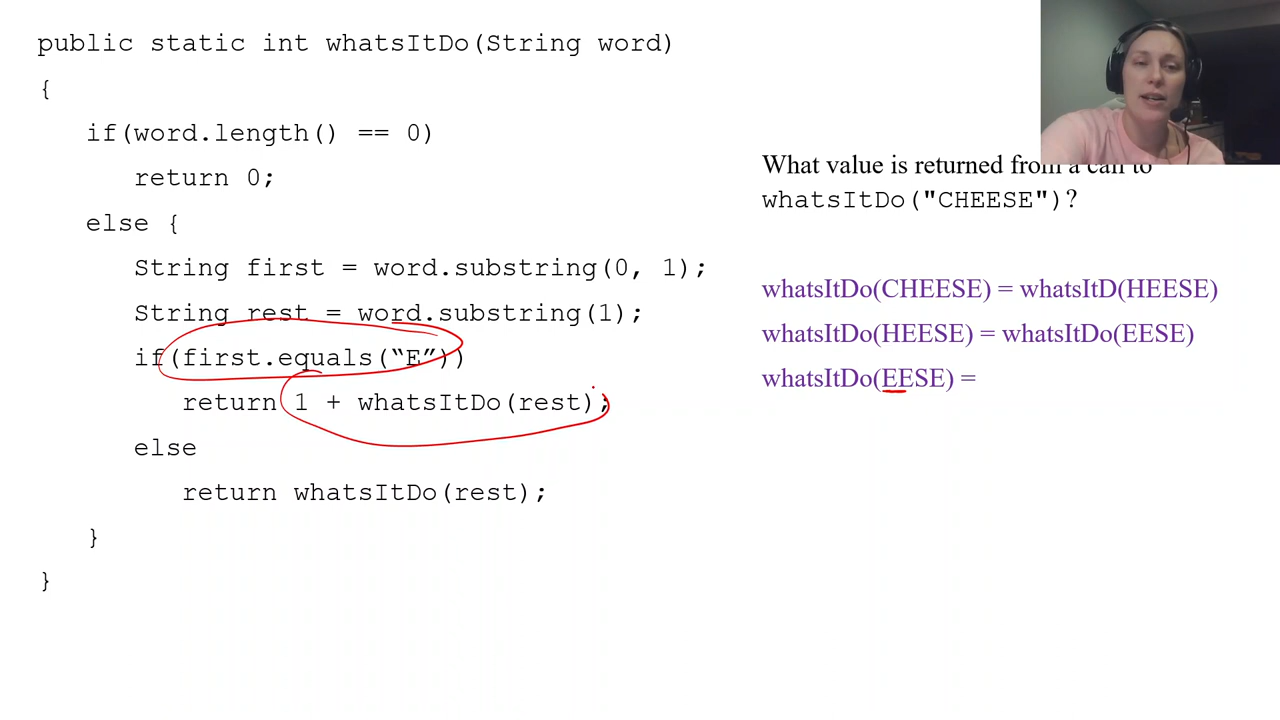 public static int whatsItDo(String word)
{
if(word.length() == 0)
return 0;
else {
String first = word.substring(0, 1);
String rest = word.substring(1);
if(first.equals(“E”))
return 1 + whatsItDo(rest);
else
return whatsItDo(rest);
}
}
What value is returned from a call to
whatsItDo("CHEESE")?
whatsItDo(CHEESE) = whatsItD(HEESE)
whatsItDo(HEESE) = whatsItDo(EESE)
whatsItDo(EESE) =